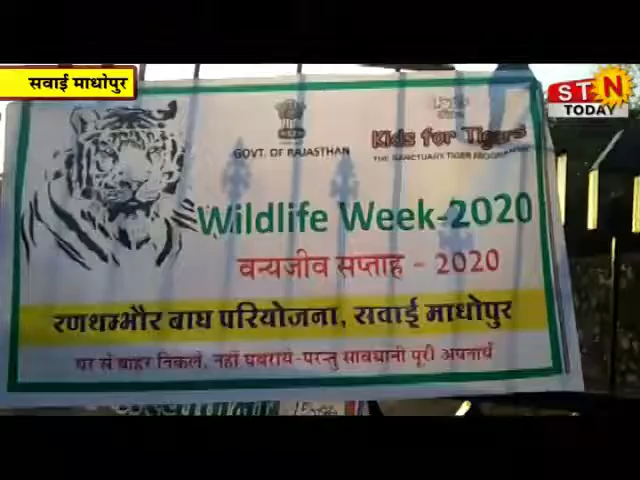 सवाई माधोपुर
STN
TODAY
GOVT. OF RAJASTHAN
Kids for Tigers
THE SANCTUARY TIGER PROGRAMME
Wildlife Week-2020
वन्यजीव सप्ताह - 2020
रणथम्भौर बाघ परियोजना, सवाई माधोपुर
घर से बाहर निकलें, नहीं घबरायें-परन्तु सावधानी पूरी अपनायें